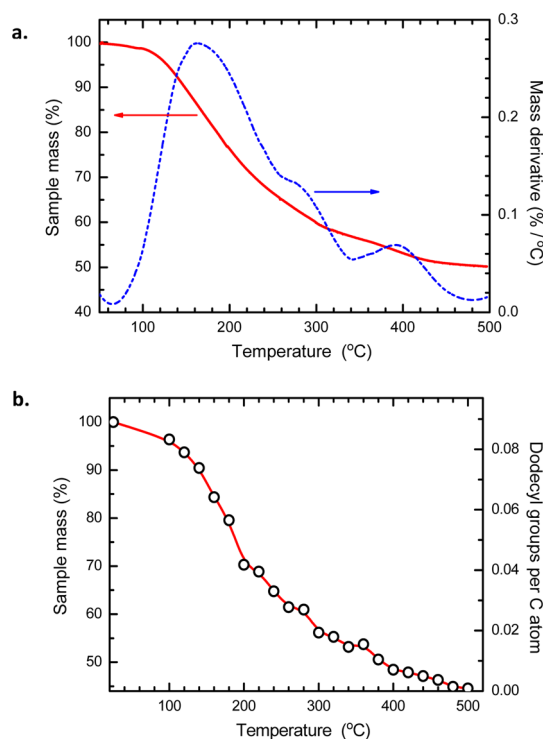 a.
100
90
80
70
60
50
40
Sample mass (%)
0.3
0.2
0.1
0.0
Mass derivative (% / °C)
100 200 300 400 500
Temperature (°C)
b.
100
90
80
70
60
50
Sample mass (%)
0.08
0.06
0.04
0.02
0.00
Dodecyl groups per C atom
100 200 300 400 500
Temperature (°C)